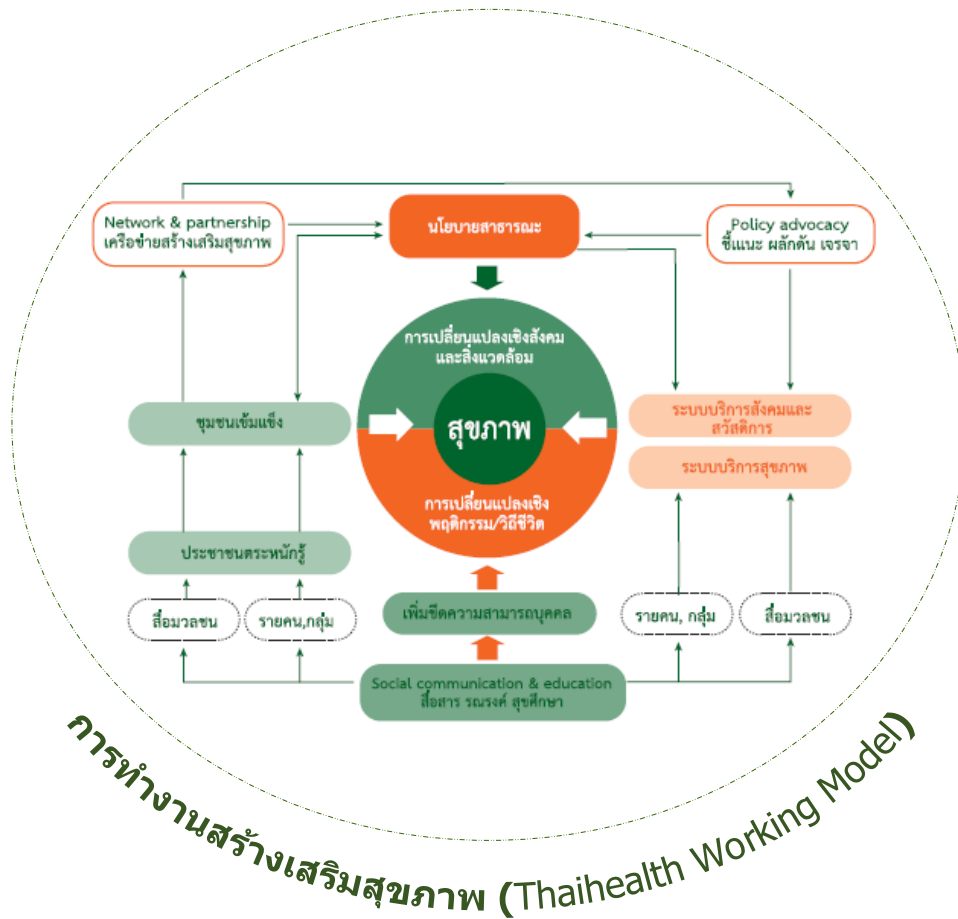 Network & partnership
เครือข่ายสร้างเสริมสุขภาพ
นโยบายสาธารณะ
Policy advocacy
ชี้แนะ ผลักดัน เจรจา
การเปลี่ยนแปลงเชิงสังคม
และสิ่งแวดล้อม
ชุมชนเข้มแข็ง
สุขภาพ
ระบบบริการสังคมและ
สวัสดิการ
ระบบบริการสุขภาพ
การเปลี่ยนแปลงเชิง
พฤติกรรม/วิถีชีวิต
ประชาชนตระหนักรู้
สื่อมวลชน
รายคน,กลุ่ม
เพิ่มขีดความสามารถบุคคล
รายคน, กลุ่ม
สื่อมวลชน
Social communication & education
สื่อสาร รณรงค์ สุขศึกษา
การทำงานสร้างเสริมสุขภาพ (Thaihealth Working Model)